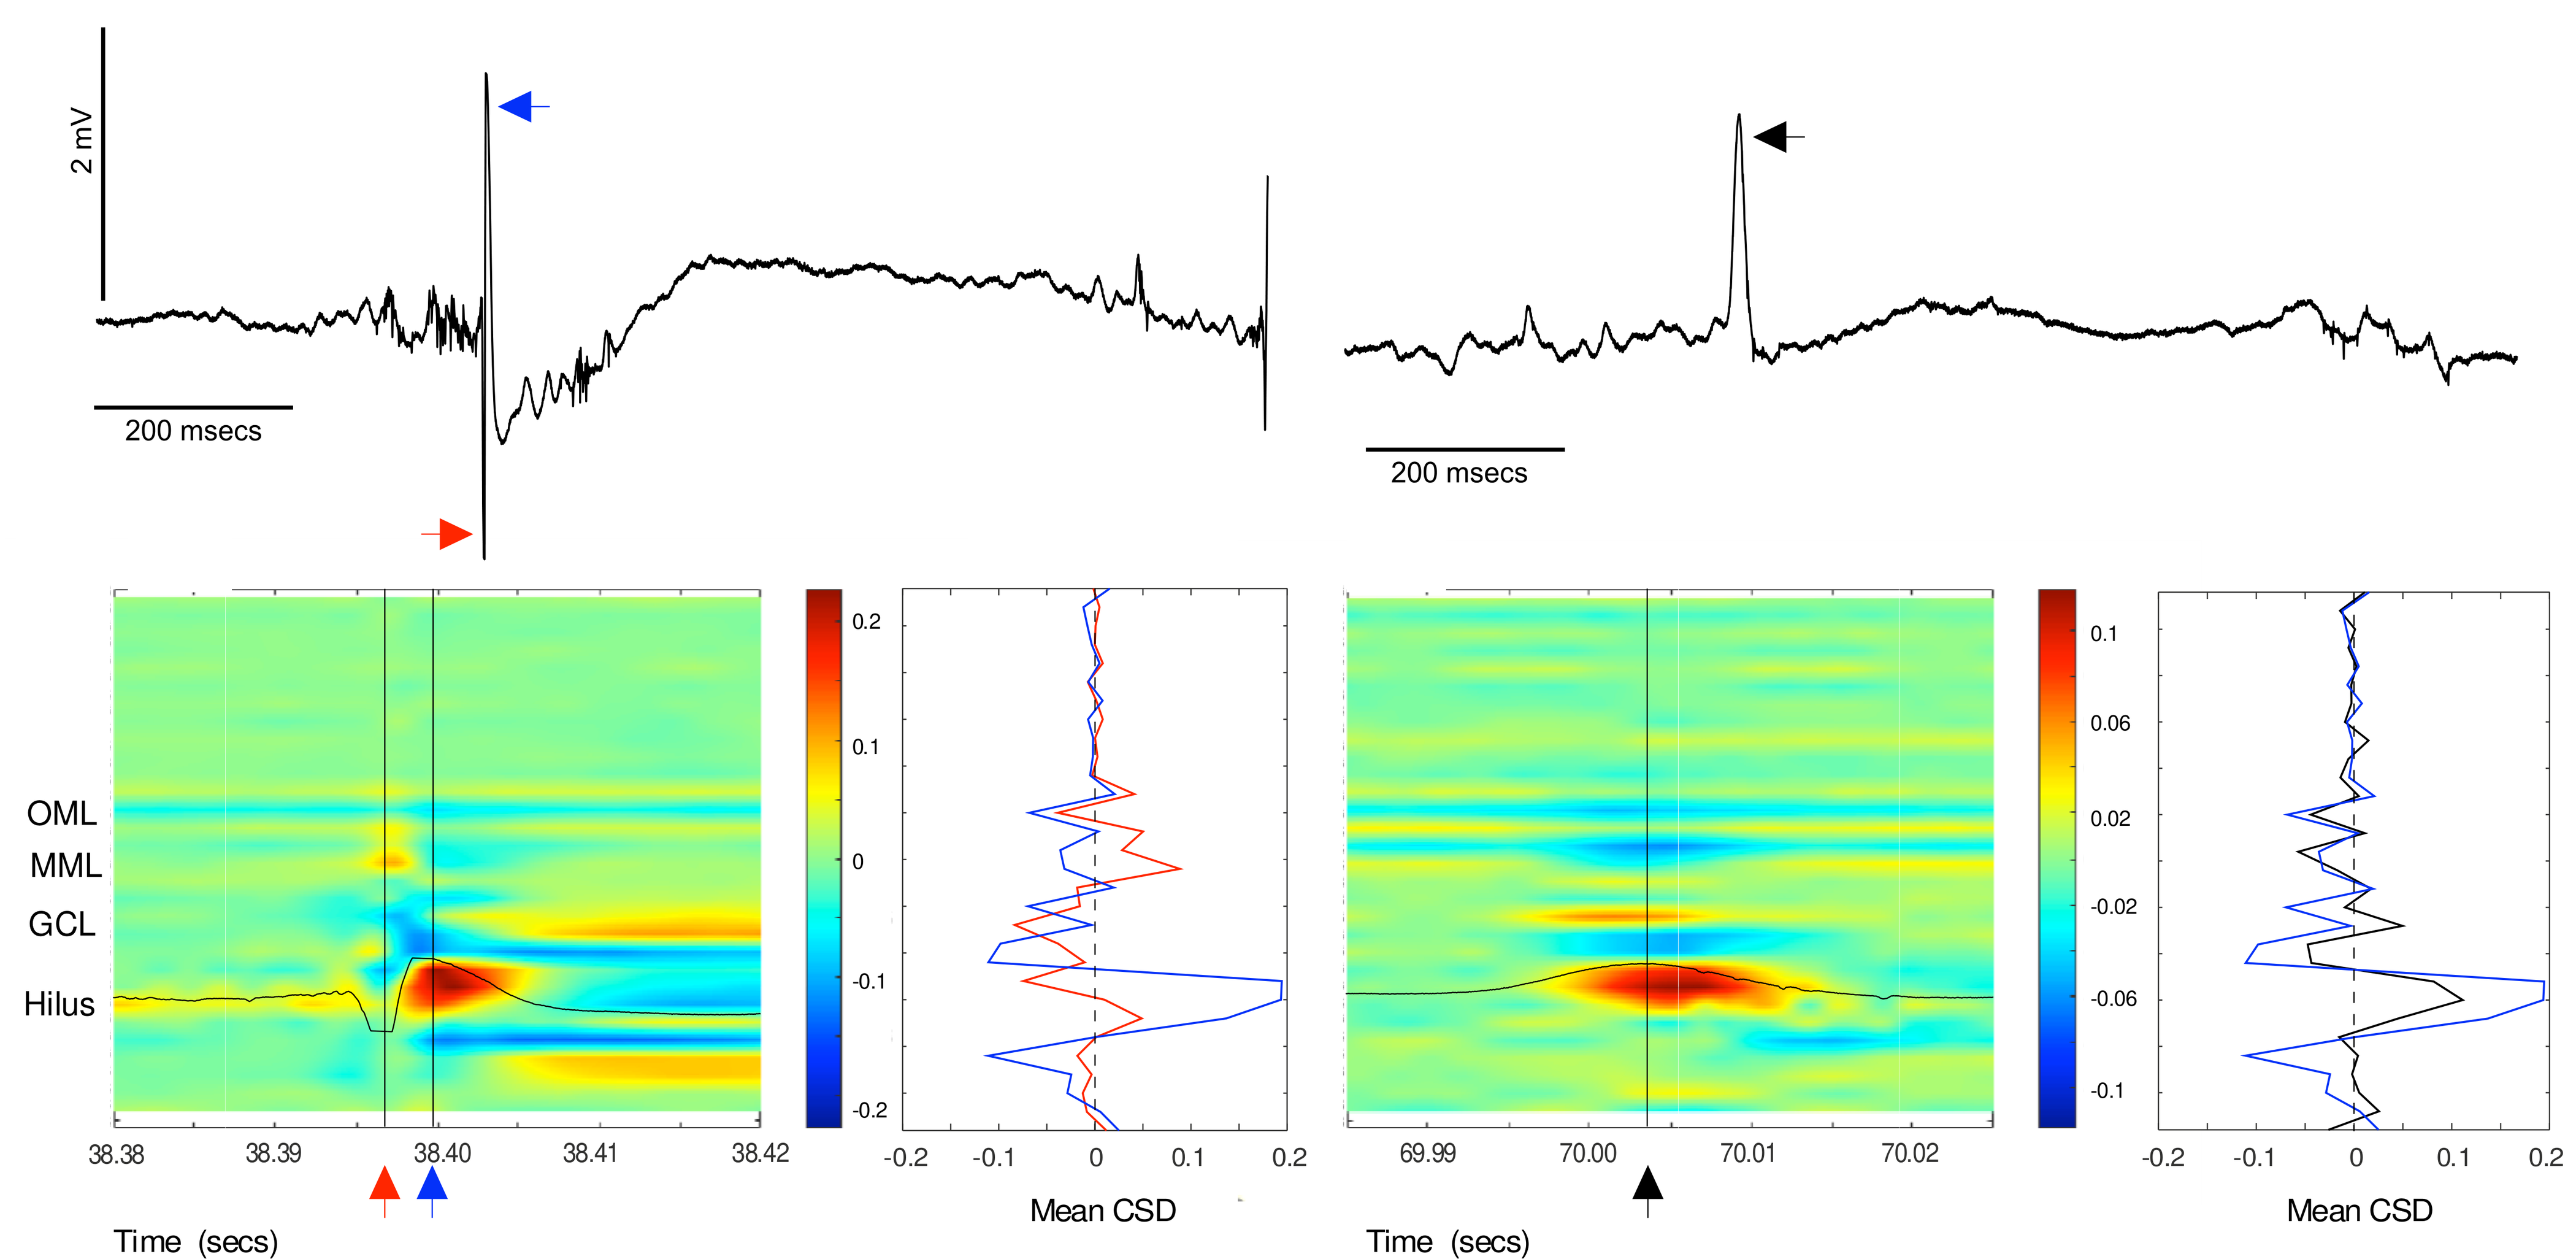 2 mV
200 msecs
200 msecs
OML
MML
GCL
Hilus
0.2
0.1
0
-0.1
-0.2
38.38 38.39 38.40 38.41 38.42
Time (secs)
-0.2 -0.1 0 0.1 0.2
Mean CSD
0.1
0.06
0.02
-0.02
-0.06
-0.1
69.99 70.00 70.01 70.02
Time (secs)
-0.2 -0.1 0 0.1 0.2
Mean CSD